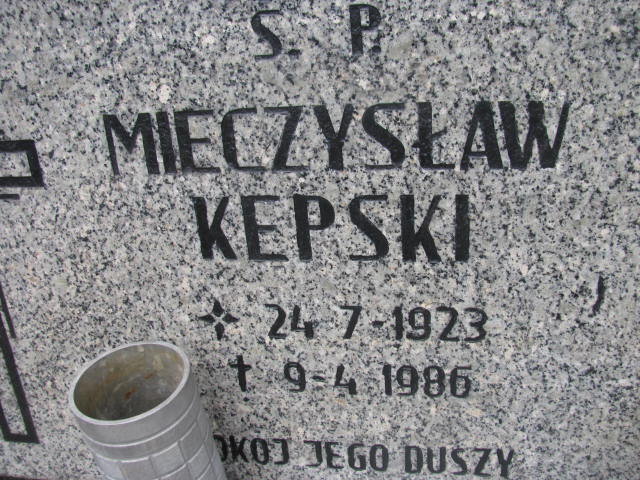 S. P.
MIECZYSŁAW
KEPSKI
24 7-1923
† 9-4 1986
OKOJ JEGO DUSZY